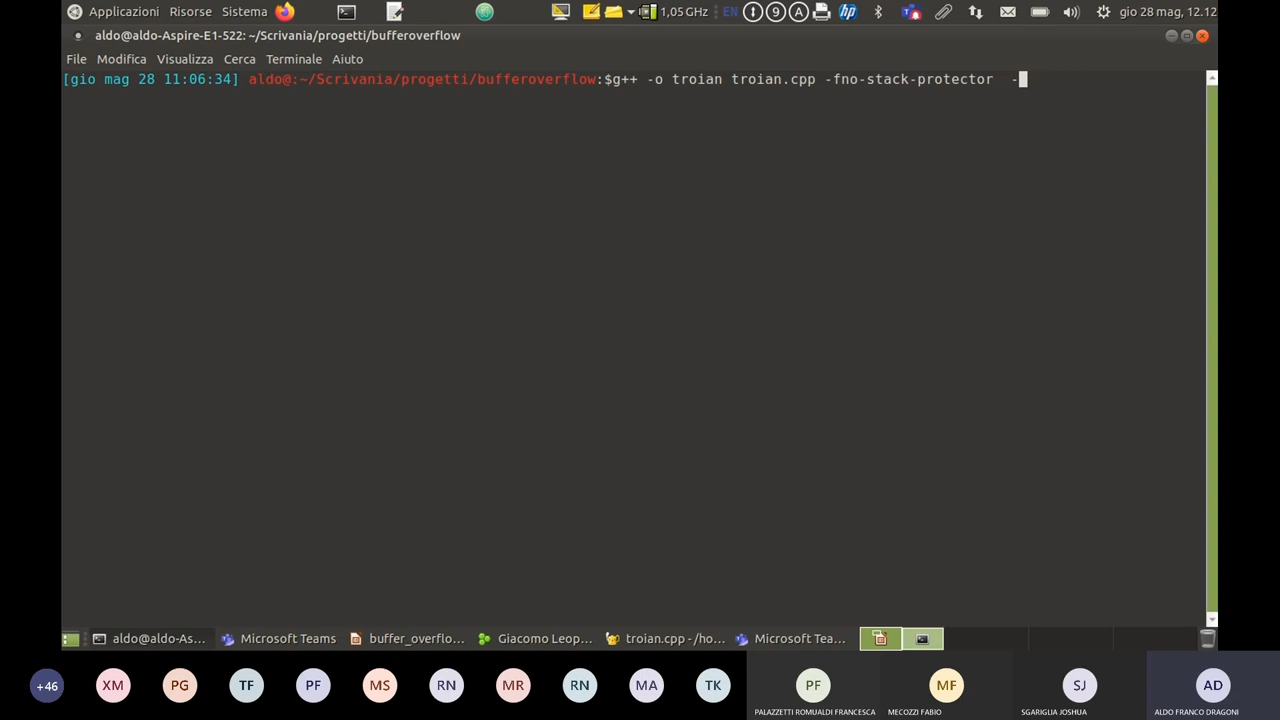 Applicazioni Risorse Sistema 1,05 GHz EN 9 A hp gio 28 mag, 12.12
aldo@aldo-Aspire-E1-522: ~/Scrivania/progetti/bufferoverflow
File Modifica Visualizza Cerca Terminale Aiuto
[gio mag 28 11:06:34] aldo@:~/Scrivania/progetti/bufferoverflow:$g++ -o troian troian.cpp -fno-stack-protector -
aldo@aldo-As... Microsoft Teams buffer_overflo... Giacomo Leop... troian.cpp -/ho... Microsoft Tea...
+46 XM PG TF PF MS RN MR RN MA TK PF MF SJ AD
PALAZZETTI ROMUALDI FRANCESCA MECOZZI FABIO SGARIGLIA JOSHUA ALDO FRANCO DRAGONI